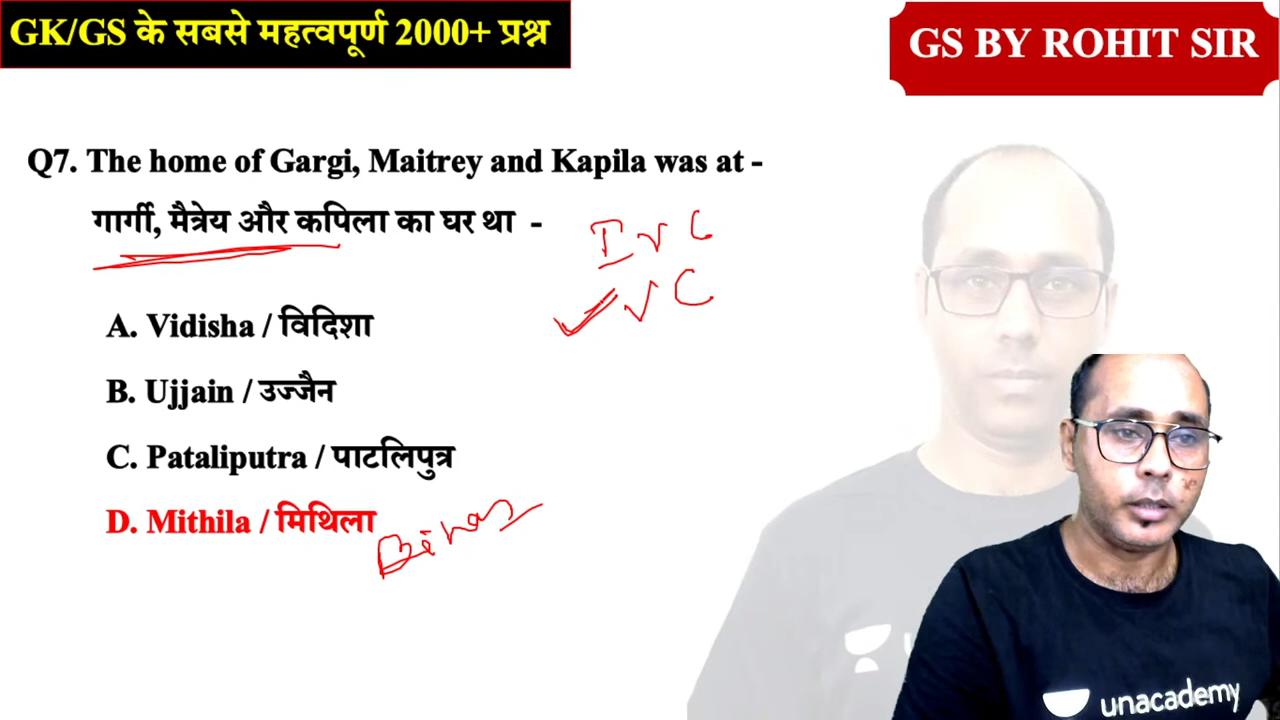 GK/GS के सबसे महत्वपूर्ण 2000+ प्रश्न
GS BY ROHIT SIR
Q7. The home of Gargi, Maitrey and Kapila was at -
गार्गी, मैत्रेय और कपिला का घर था -
I V C
V C
A. Vidisha / विदिशा
B. Ujjain / उज्जैन
C. Pataliputra / पाटलिपुत्र
D. Mithila / मिथिला
Bihar
unacademy